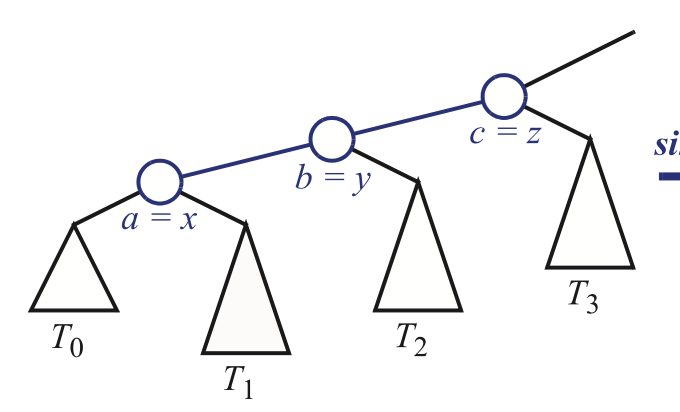 c = z
b = y
a = x
T0
T1
T2
T3